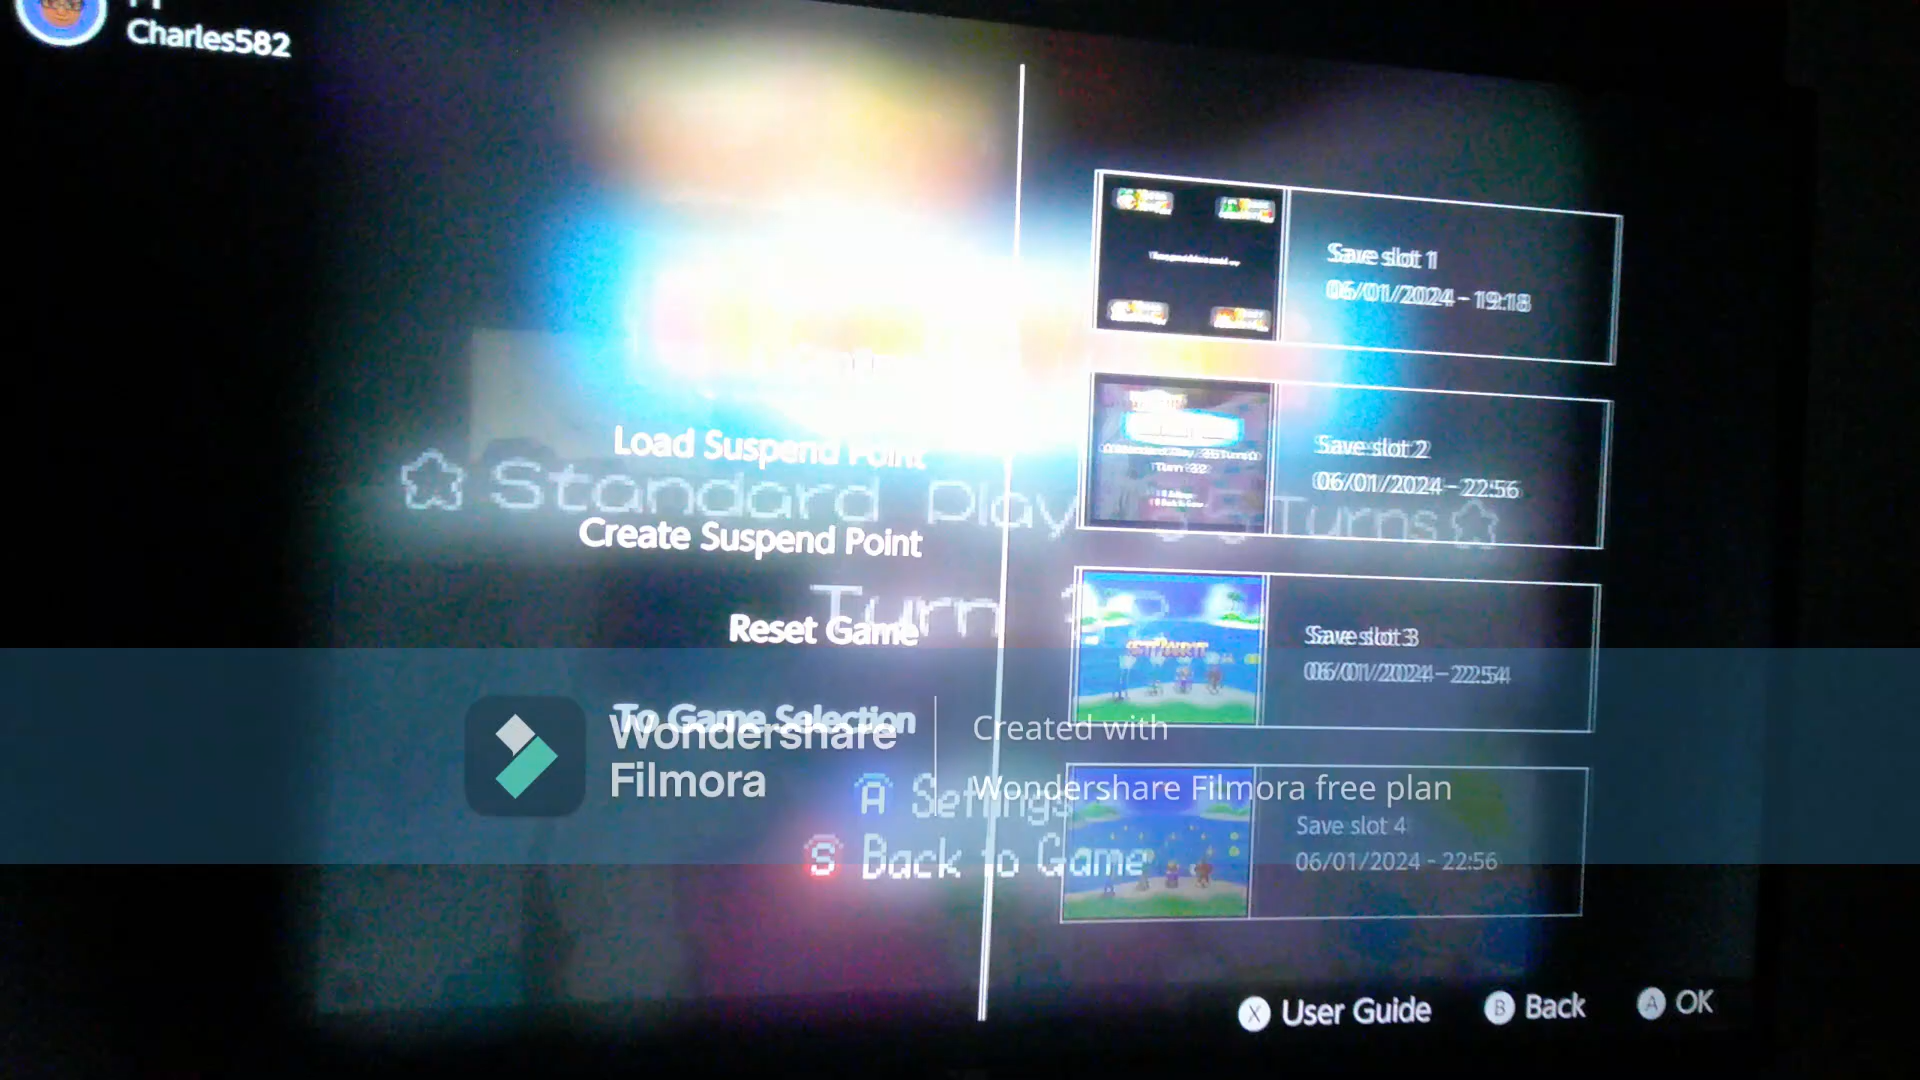 Charles582
Save slot 1
06/01/2024 - 19:18
Save slot 2
06/01/2024 - 22:56
Load Suspend Point
Standard Play Turns
Create Suspend Point
Turn
Reset Game
Save slot 3
06/01/2024 - 22:54
To Game Selection
Wondershare
Filmora
Created with
Wondershare Filmora free plan
A Settings
Save slot 4
06/01/2024 - 22:56
S Back to Game
X User Guide B Back A OK